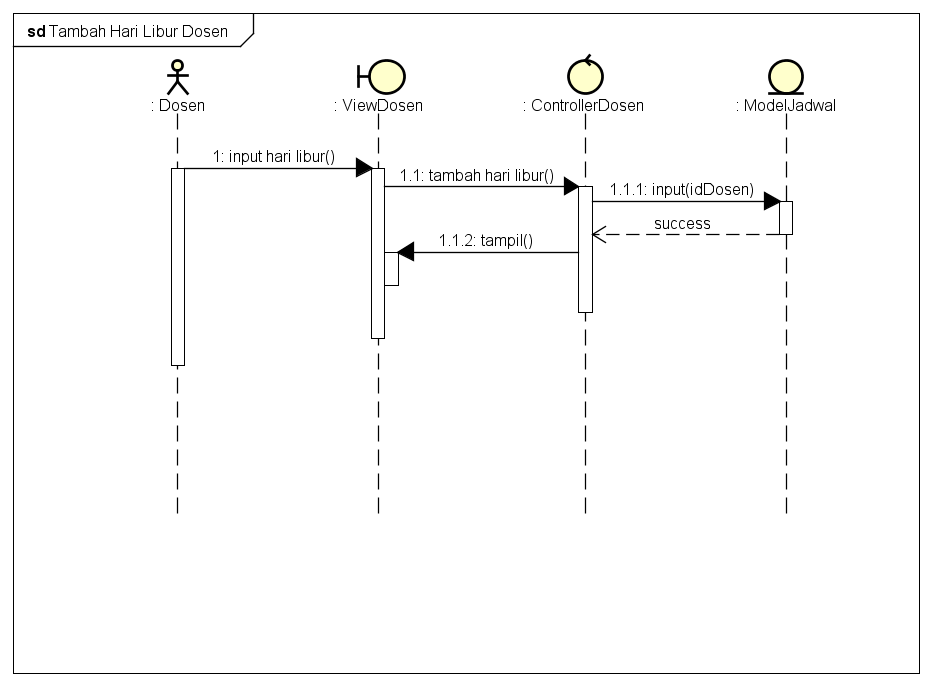 sd Tambah Hari Libur Dosen
: Dosen
: ViewDosen
: ControllerDosen
: ModelJadwal
1: input hari libur()
1.1: tambah hari libur()
1.1.1: input(idDosen)
success
1.1.2: tampil()